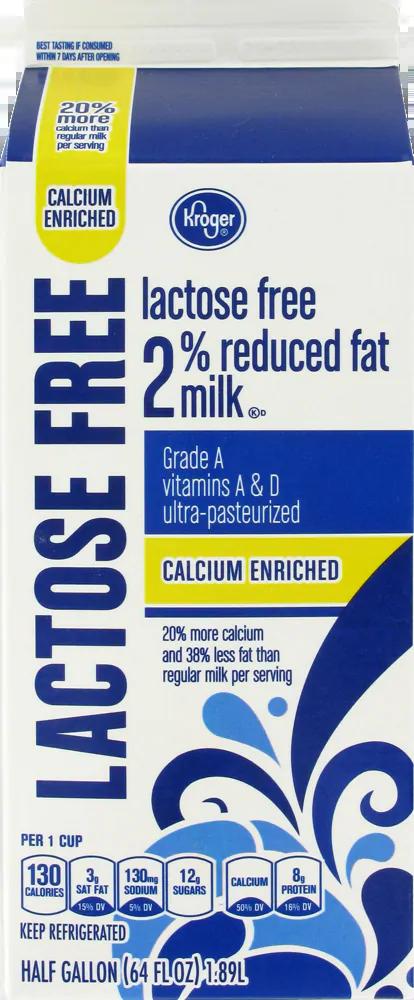 BEST TASTING IF CONSUMED
WITHIN 7 DAYS AFTER OPENING
20%
more
calcium than
regular milk
per serving
CALCIUM
ENRICHED
Kroger®
LACTOSE FREE
lactose free
2% reduced fat
milk ⓀD
Grade A
vitamins A & D
ultra-pasteurized
CALCIUM ENRICHED
20% more calcium
and 38% less fat than
regular milk per serving
PER 1 CUP
130
CALORIES
3g
SAT FAT
15% DV
130mg
SODIUM
5% DV
12g
SUGARS
CALCIUM
50% DV
8g
PROTEIN
16% DV
KEEP REFRIGERATED
HALF GALLON (64 FL OZ) 1.89L